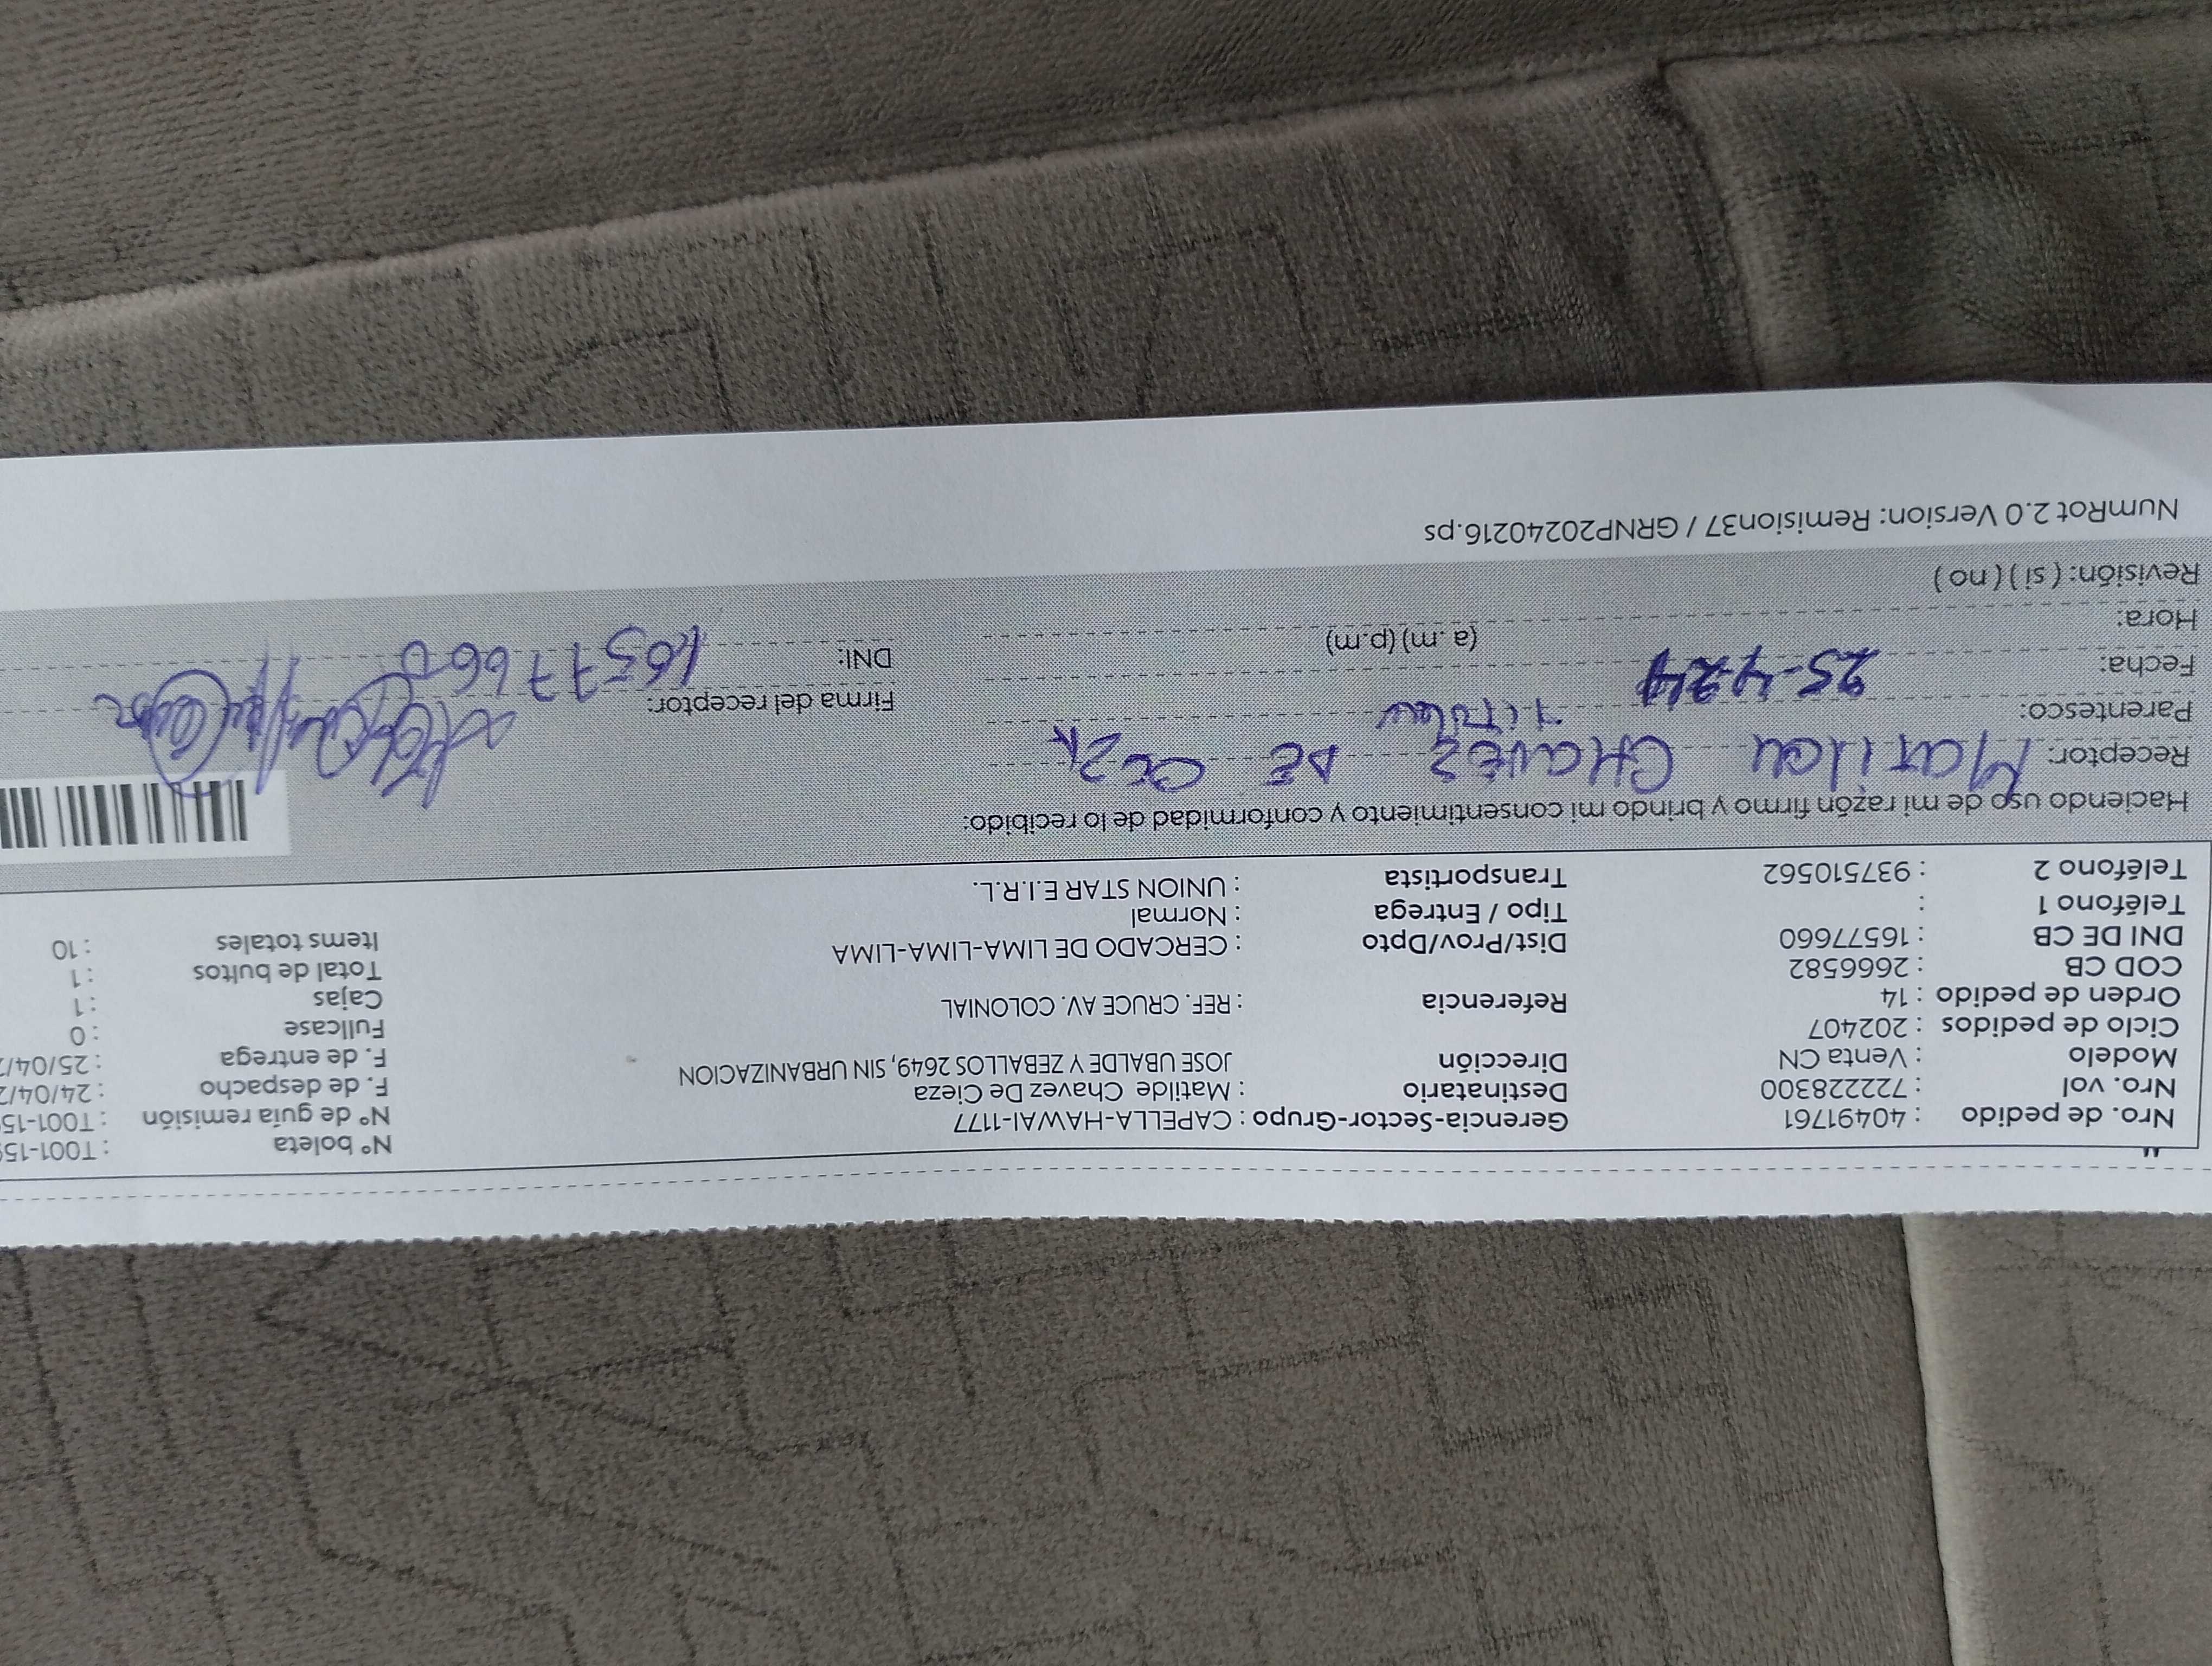 Nro. de pedido : 40491761 Gerencia-Sector-Grupo : CAPELLA-HAWAI-1177 N° boleta : T001-159
Nro. vol : 722228300 Destinatario : Matilde Chavez De Cieza N° de guía remisión : T001-159
Modelo : Venta CN Dirección JOSE UBALDE Y ZEBALLOS 2649, SIN URBANIZACION F. de despacho : 24/04/2
Ciclo de pedidos : 202407 F. de entrega : 25/04/2
Orden de pedido : 14 Referencia : REF. CRUCE AV. COLONIAL Fullcase : 0
COD CB : 2666582 Cajas : 1
DNI DE CB : 16577660 Dist/Prov/Dpto : CERCADO DE LIMA-LIMA-LIMA Total de bultos : 1
Teléfono 1 : Tipo / Entrega : Normal Items totales : 10
Teléfono 2 : 937510562 Transportista : UNION STAR E.I.R.L.
Haciendo uso de mi razón firmo y brindo mi consentimiento y conformidad de lo recibido:
Receptor: CHAVEZ DE
Parentesco: Titular Firma del receptor:
Fecha: 25-4-24 DNI: 16577660
Hora: (a .m) (p.m)
Revisión: ( si ) ( no )
NumRot 2.0 Version: Remision37 / GRNP20240216.ps